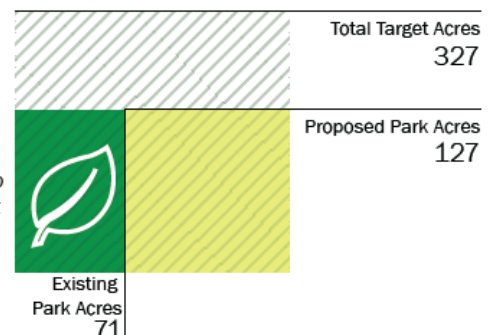 Total Target Acres
327
Proposed Park Acres
127
Existing
Park Acres
71